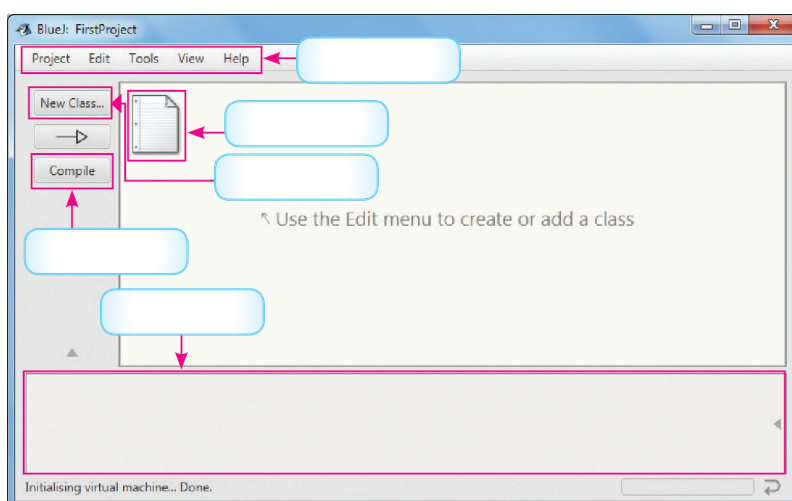 BlueJ: FirstProject
Project Edit Tools View Help
New Class...
Compile
Use the Edit menu to create or add a class
Initialising virtual machine... Done.